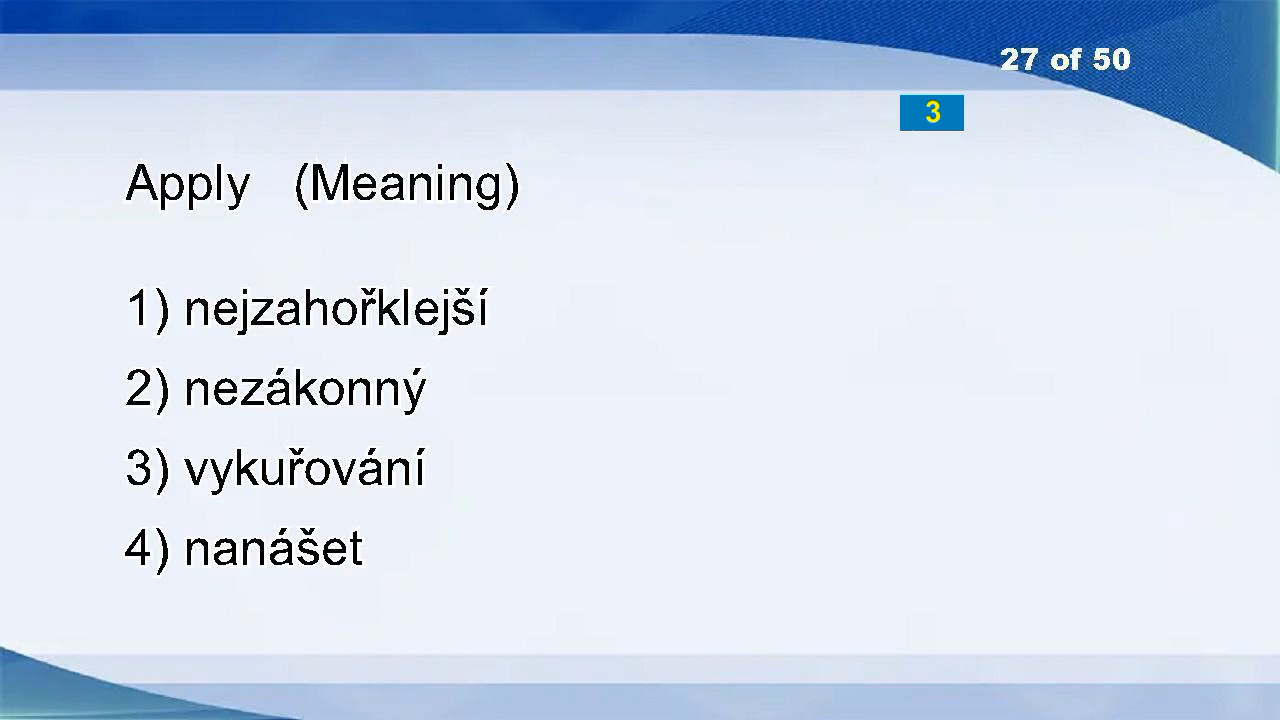 27 of 50
3
Apply (Meaning)
1) nejzahořklejší
2) nezákonný
3) vykuřování
4) nanášet